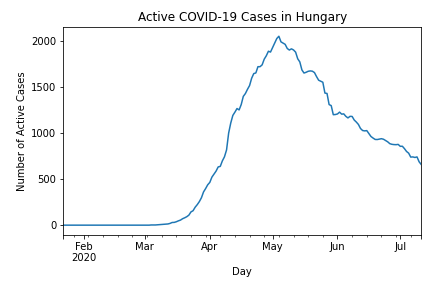 Active COVID-19 Cases in Hungary
Number of Active Cases
2000
1500
1000
500
0
Feb Mar Apr May Jun Jul
2020
Day